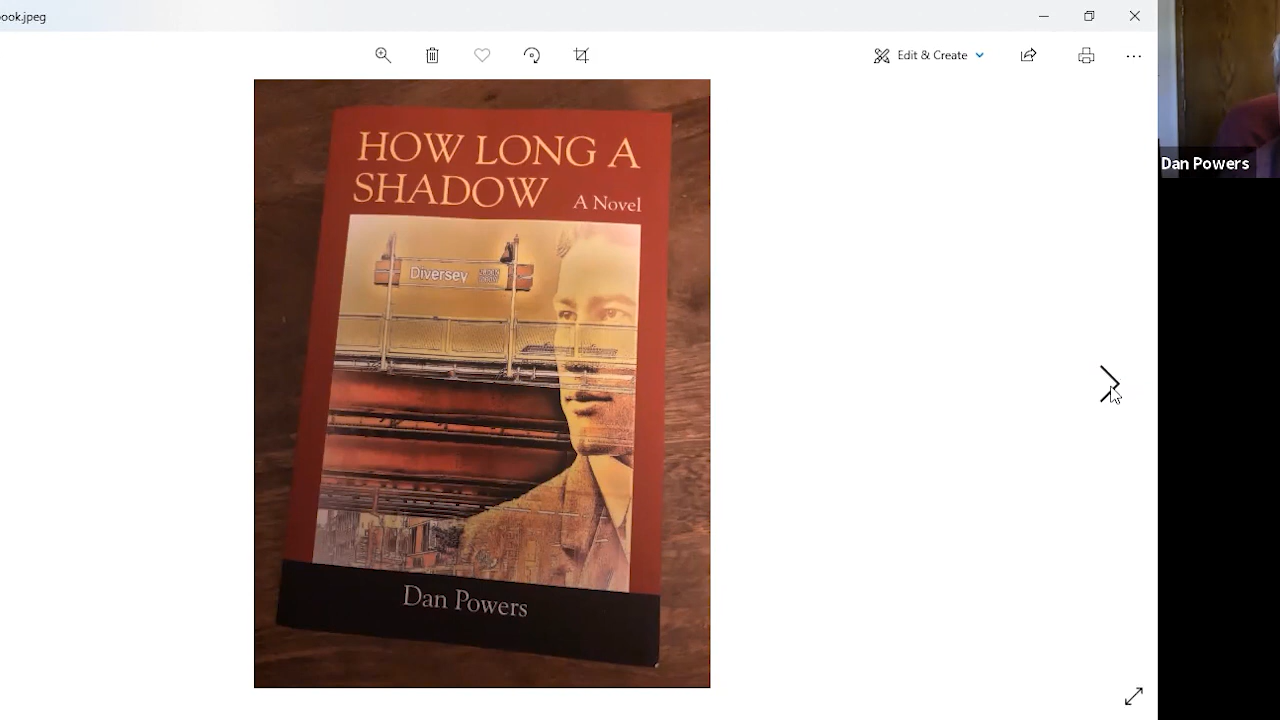 ook.jpeg
Edit & Create
HOW LONG A
SHADOW
A Novel
Diversey
Dan Powers
Dan Powers